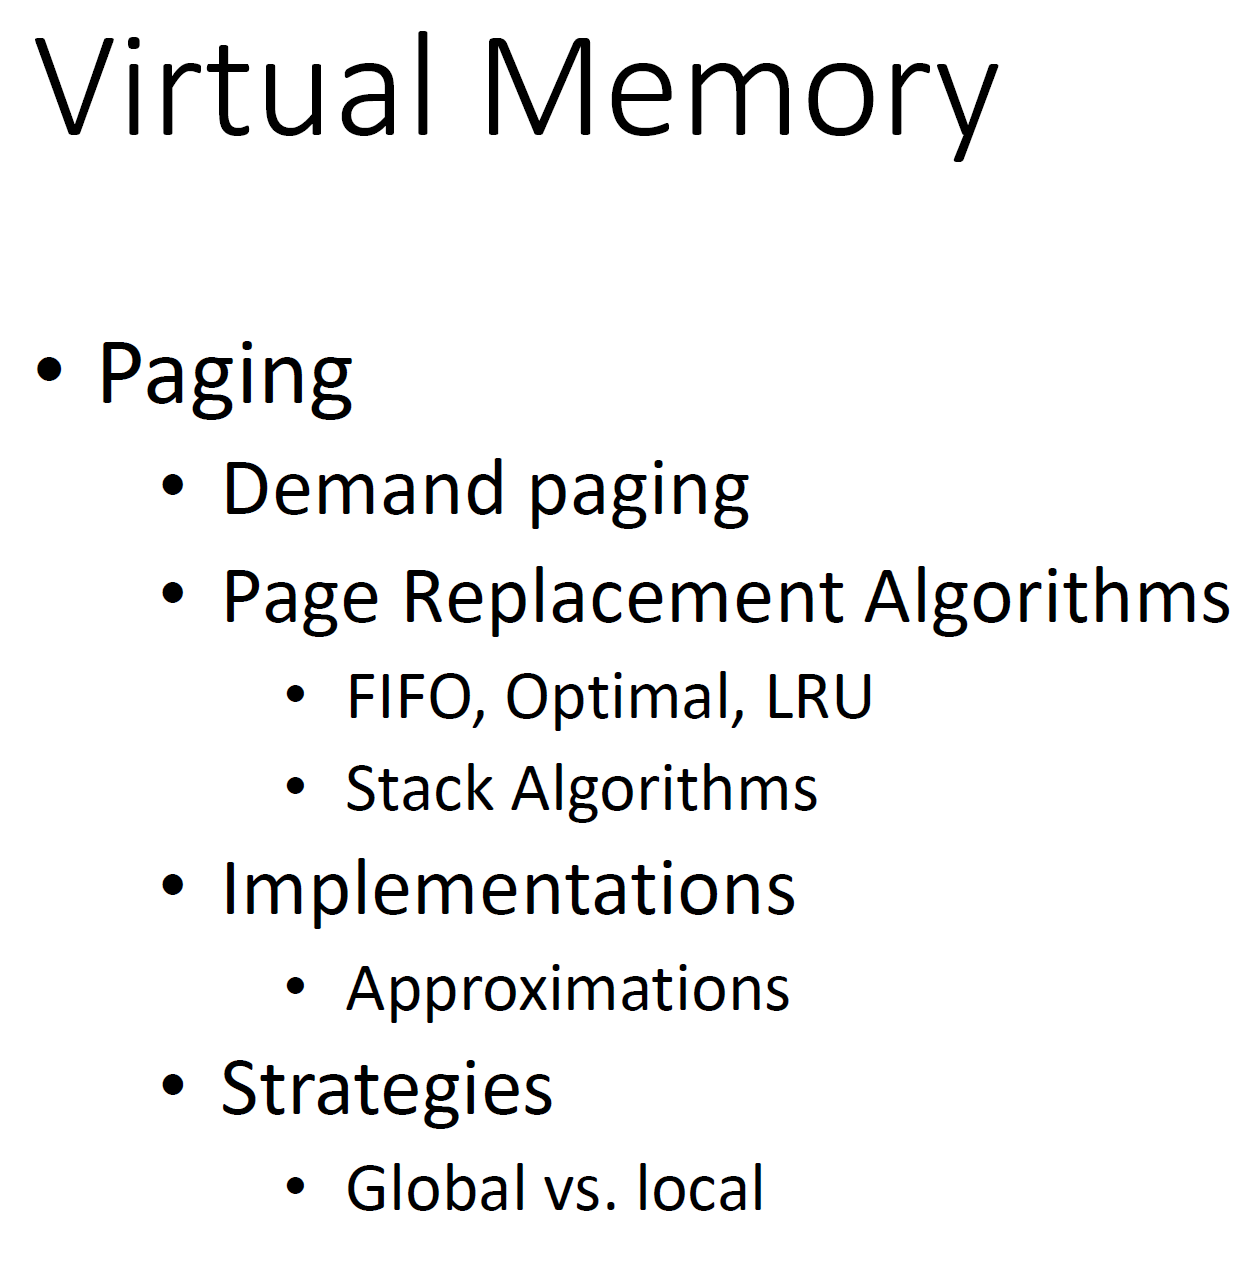 Virtual Memory
• Paging
• Demand paging
• Page Replacement Algorithms
• FIFO, Optimal, LRU
• Stack Algorithms
• Implementations
• Approximations
• Strategies
• Global vs. local